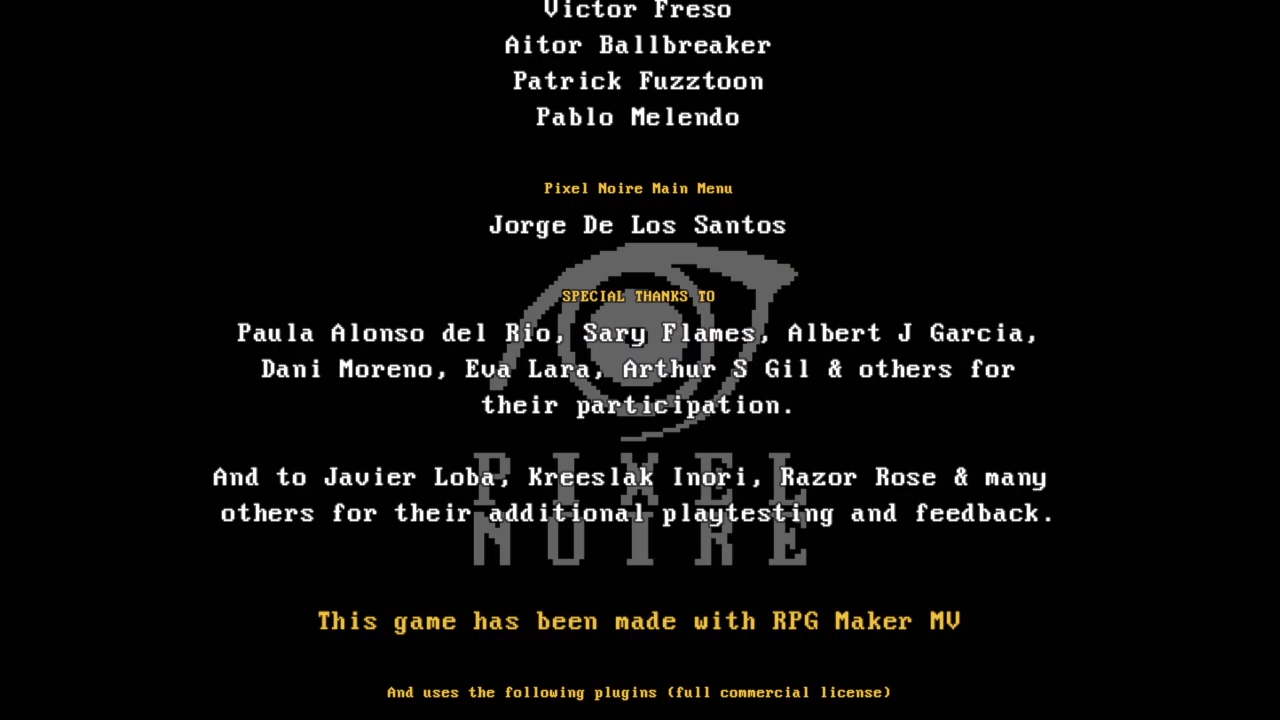 Victor Freso
Aitor Ballbreaker
Patrick Fuzztoon
Pablo Melendo
Pixel Noire Main Menu
Jorge De Los Santos
SPECIAL THANKS TO
Paula Alonso del Rio, Sary Flames, Albert J Garcia,
Dani Moreno, Eva Lara, Arthur S Gil & others for
their participation.
And to Javier Loba, Kreeslak Inori, Razor Rose & many
others for their additional playtesting and feedback.
PIXEL
NOIRE
This game has been made with RPG Maker MV
And uses the following plugins (full commercial license)